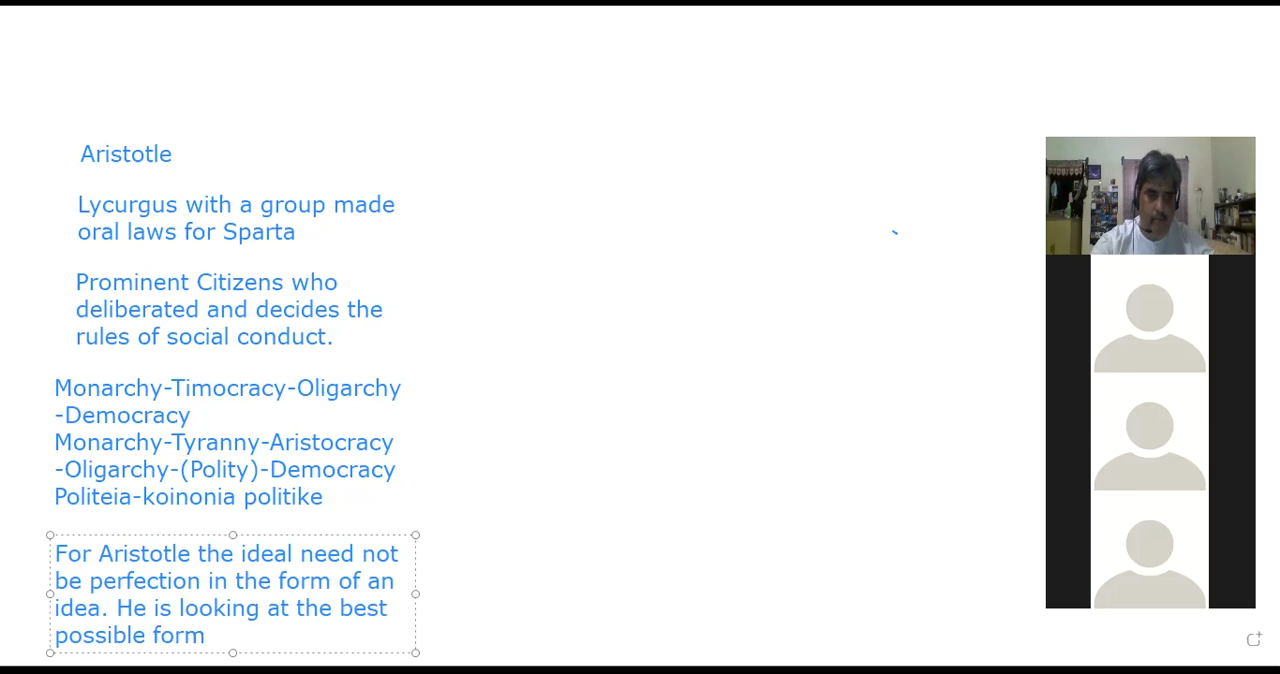 Aristotle
Lycurgus with a group made
oral laws for Sparta
Prominent Citizens who
deliberated and decides the
rules of social conduct.
Monarchy-Timocracy-Oligarchy
-Democracy
Monarchy-Tyranny-Aristocracy
-Oligarchy-(Polity)-Democracy
Politeia-koinonia politike
For Aristotle the ideal need not
be perfection in the form of an
idea. He is looking at the best
possible form